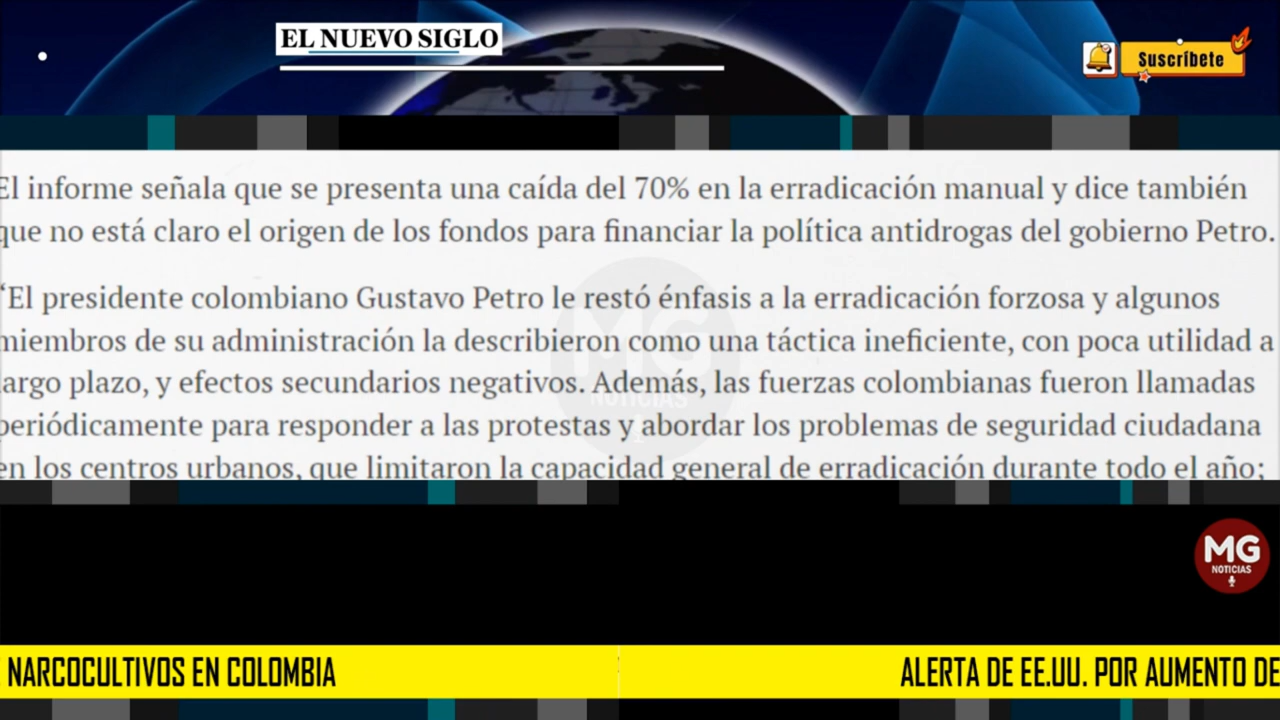 EL NUEVO SIGLO
Suscríbete
El informe señala que se presenta una caída del 70% en la erradicación manual y dice también
que no está claro el origen de los fondos para financiar la política antidrogas del gobierno Petro.
“El presidente colombiano Gustavo Petro le restó énfasis a la erradicación forzosa y algunos
miembros de su administración la describieron como una táctica ineficiente, con poca utilidad a
largo plazo, y efectos secundarios negativos. Además, las fuerzas colombianas fueron llamadas
periódicamente para responder a las protestas y abordar los problemas de seguridad ciudadana
en los centros urbanos, que limitaron la capacidad general de erradicación durante todo el año;
MG
NOTICIAS
MG
NOTICIAS
NARCOCULTIVOS EN COLOMBIA
ALERTA DE EE.UU. POR AUMENTO DE